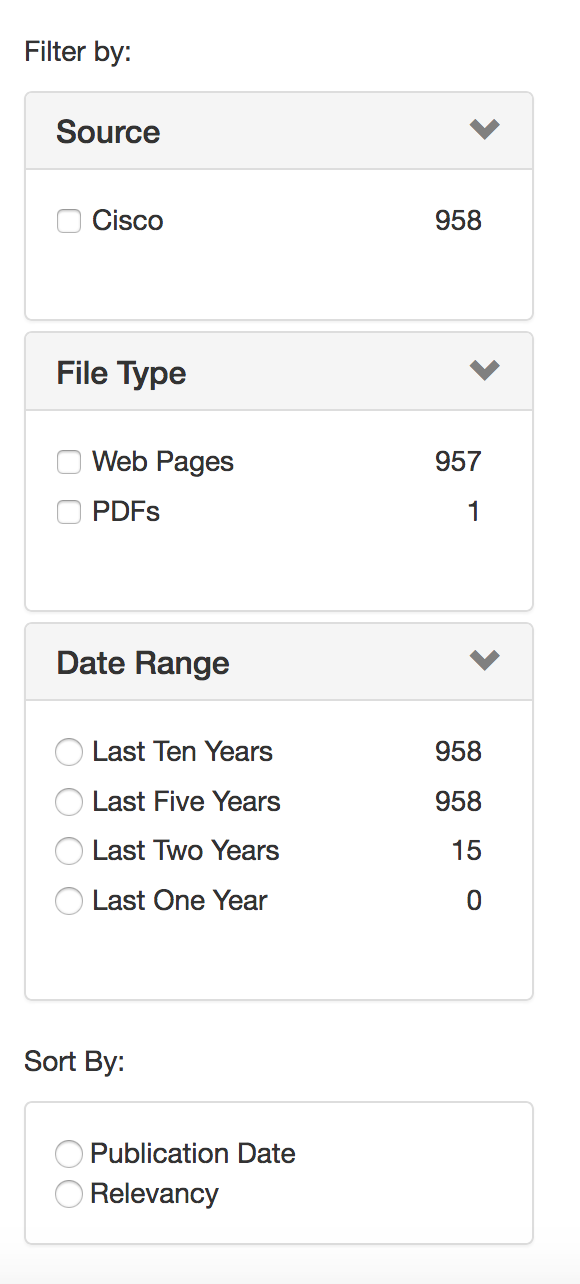 Filter by:
Source
Cisco 958
File Type
Web Pages 957
PDFs 1
Date Range
Last Ten Years 958
Last Five Years 958
Last Two Years 15
Last One Year 0
Sort By:
Publication Date
Relevancy